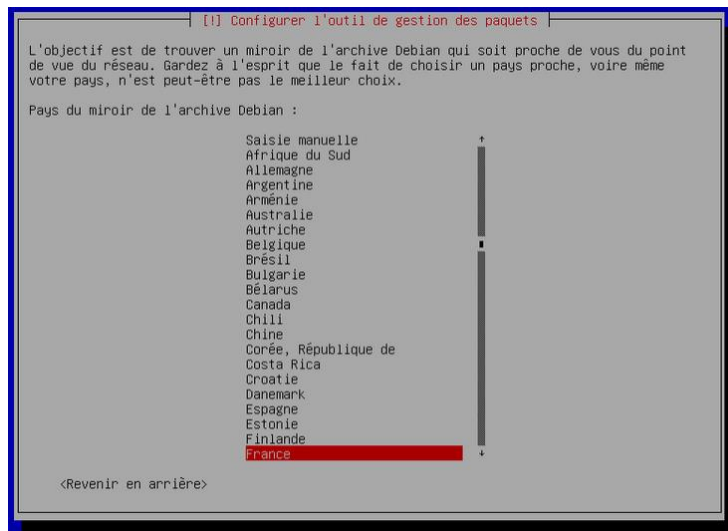 [!] Configurer l'outil de gestion des paquets
L'objectif est de trouver un miroir de l'archive Debian qui soit proche de vous du point
de vue du réseau. Gardez à l'esprit que le fait de choisir un pays proche, voire même
votre pays, n'est peut-être pas le meilleur choix.
Pays du miroir de l'archive Debian :
Saisie manuelle
Afrique du Sud
Allemagne
Argentine
Arménie
Australie
Autriche
Belgique
Brésil
Bulgarie
Bélarus
Canada
Chili
Chine
Corée, République de
Costa Rica
Croatie
Danemark
Espagne
Estonie
Finlande
France
<Revenir en arrière>